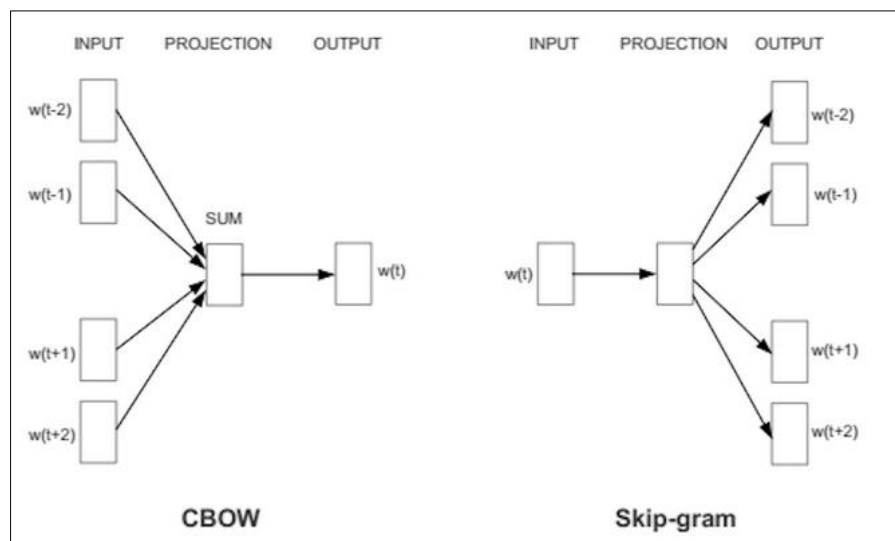 INPUT PROJECTION OUTPUT
w(t-2)
w(t-1)
SUM
w(t)
w(t+1)
w(t+2)
CBOW
INPUT PROJECTION OUTPUT
w(t-2)
w(t-1)
w(t)
w(t+1)
w(t+2)
Skip-gram